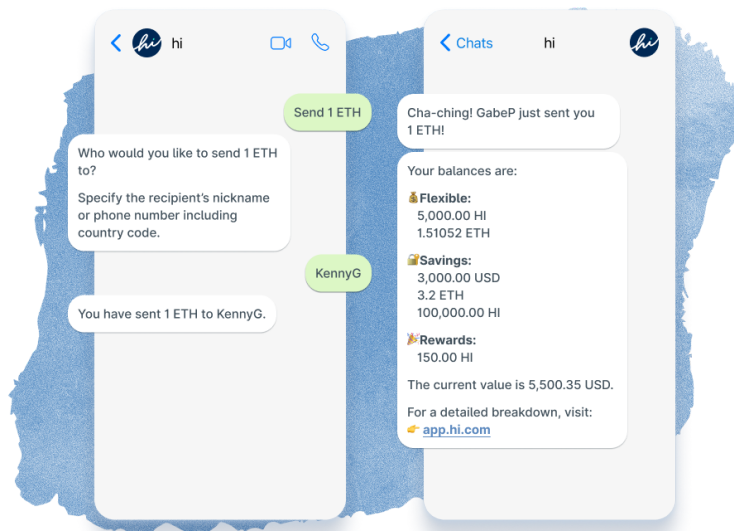 hi
hi
Send 1 ETH
Who would you like to send 1 ETH
to?
Specify the recipient's nickname
or phone number including
country code.
KennyG
You have sent 1 ETH to KennyG.
Chats
hi
hi
Cha-ching! GabeP just sent you
1 ETH!
Your balances are:
💰Flexible:
5,000.00 HI
1.51052 ETH
🔐Savings:
3,000.00 USD
3.2 ETH
100,000.00 HI
🎉Rewards:
150.00 HI
The current value is 5,500.35 USD.
For a detailed breakdown, visit:
👉 app.hi.com